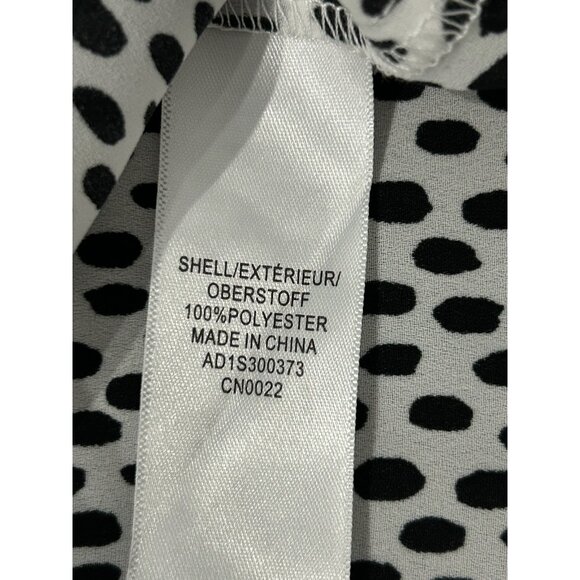 SHELL/EXTÉRIEUR/
OBERSTOFF
100%POLYESTER
MADE IN CHINA
AD1S300373
CN0022